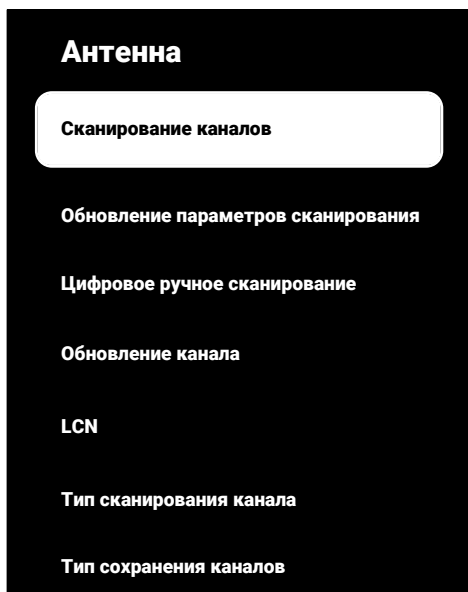 Антенна
Сканирование каналов
Обновление параметров сканирования
Цифровое ручное сканирование
Обновление канала
LCN
Тип сканирования канала
Тип сохранения каналов